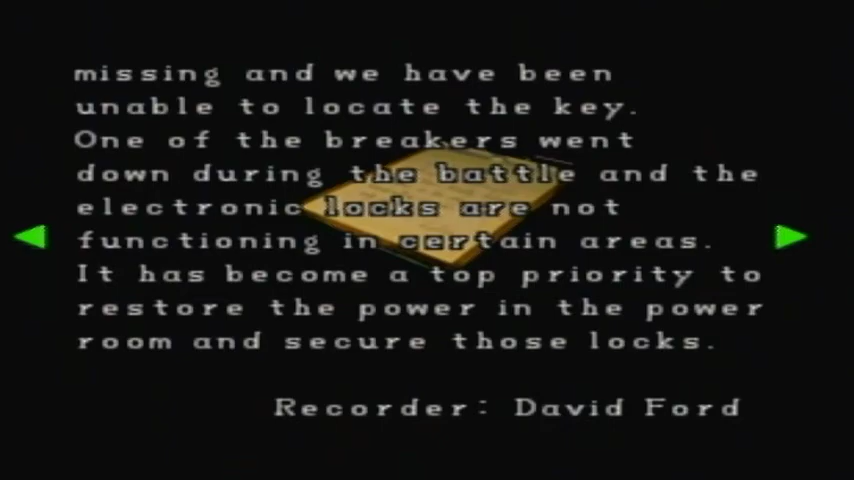 missing and we have been
unable to locate the key.
One of the breakers went
down during the battle and the
electronic locks are not
functioning in certain areas.
It has become a top priority to
restore the power in the power
room and secure those locks.
Recorder: David Ford